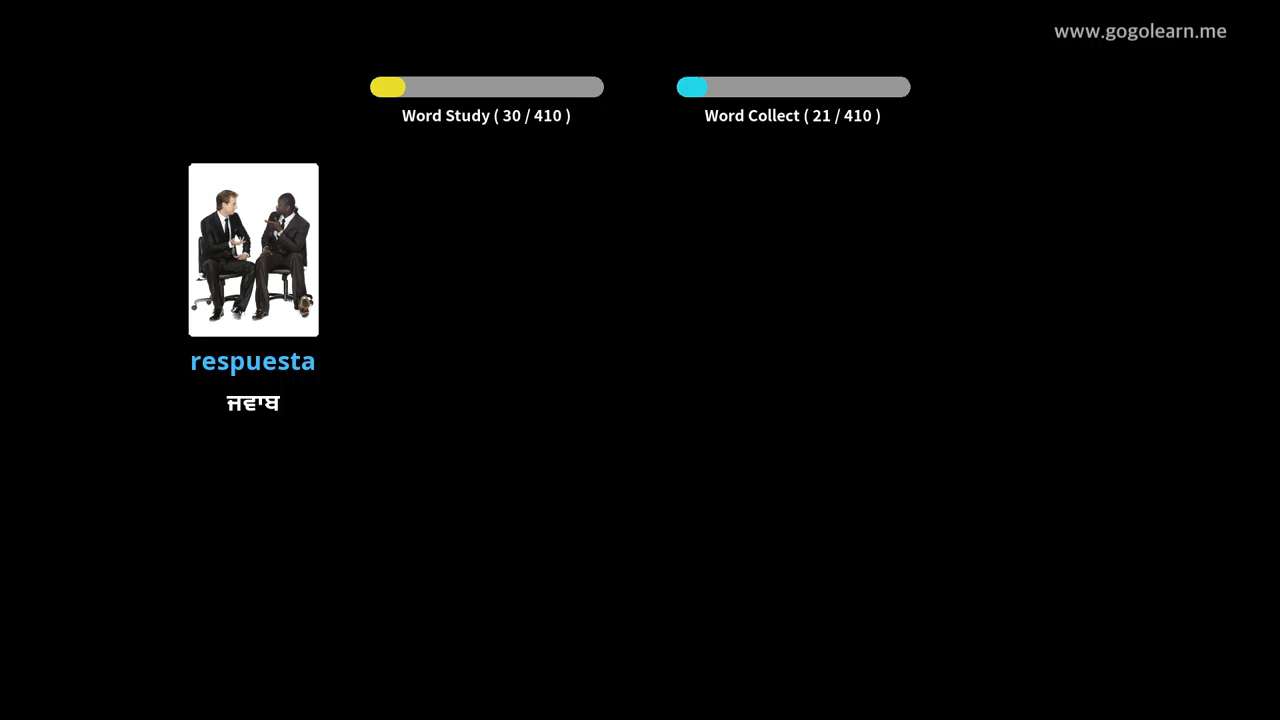 www.gogolearn.me
Word Study ( 30 / 410 )
Word Collect ( 21 / 410 )
respuesta
ਜਵਾਬ